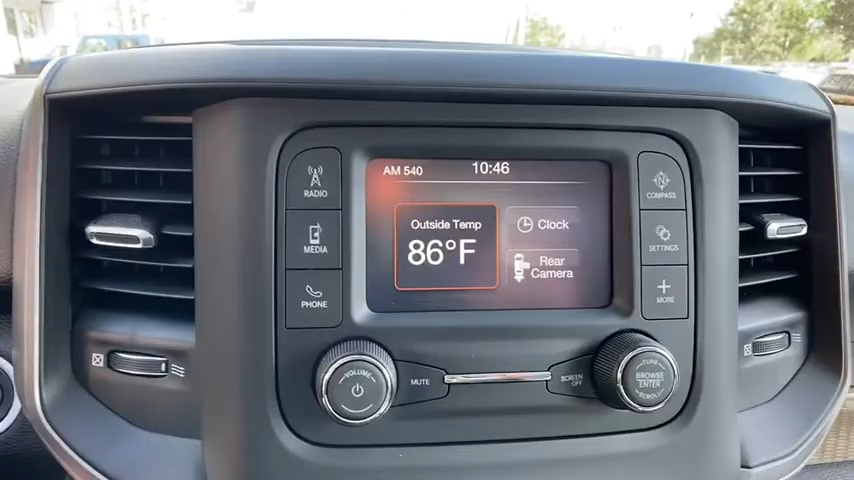 RADIO
MEDIA
PHONE
AM 540
10:46
Outside Temp
86°F
Clock
Rear
Camera
N
COMPASS
SETTINGS
MORE
VOLUME
MUTE
SCREEN
OFF
TUNE
BROWSE
ENTER
SCROLL